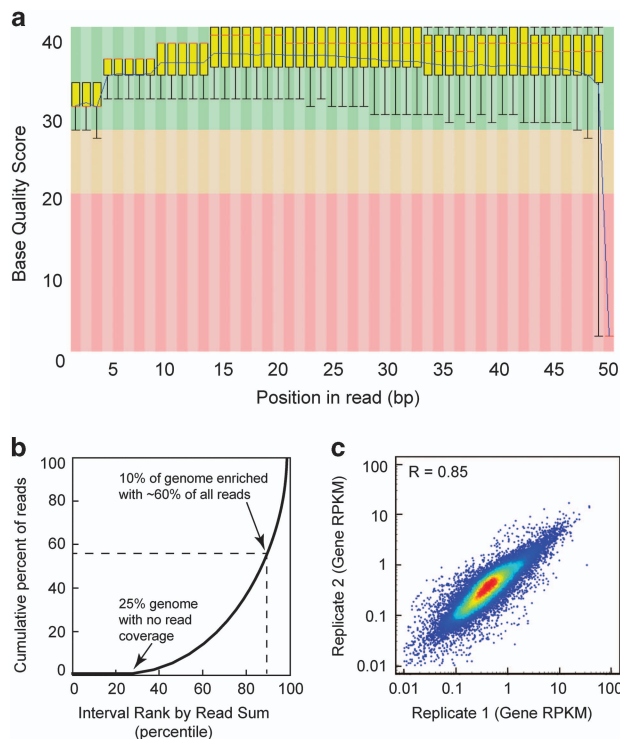 a
40
30
20
10
0
Base Quality Score
5 10 15 20 25 30 35 40 45 50
Position in read (bp)
b
100
80
60
40
20
0
Cumulative percent of reads
10% of genome enriched
with ~60% of all reads
25% genome
with no read
coverage
0 20 40 60 80 100
Interval Rank by Read Sum
(percentile)
c
R = 0.85
100
10
1
0.1
0.01
Replicate 2 (Gene RPKM)
0.01 0.1 1 10 100
Replicate 1 (Gene RPKM)